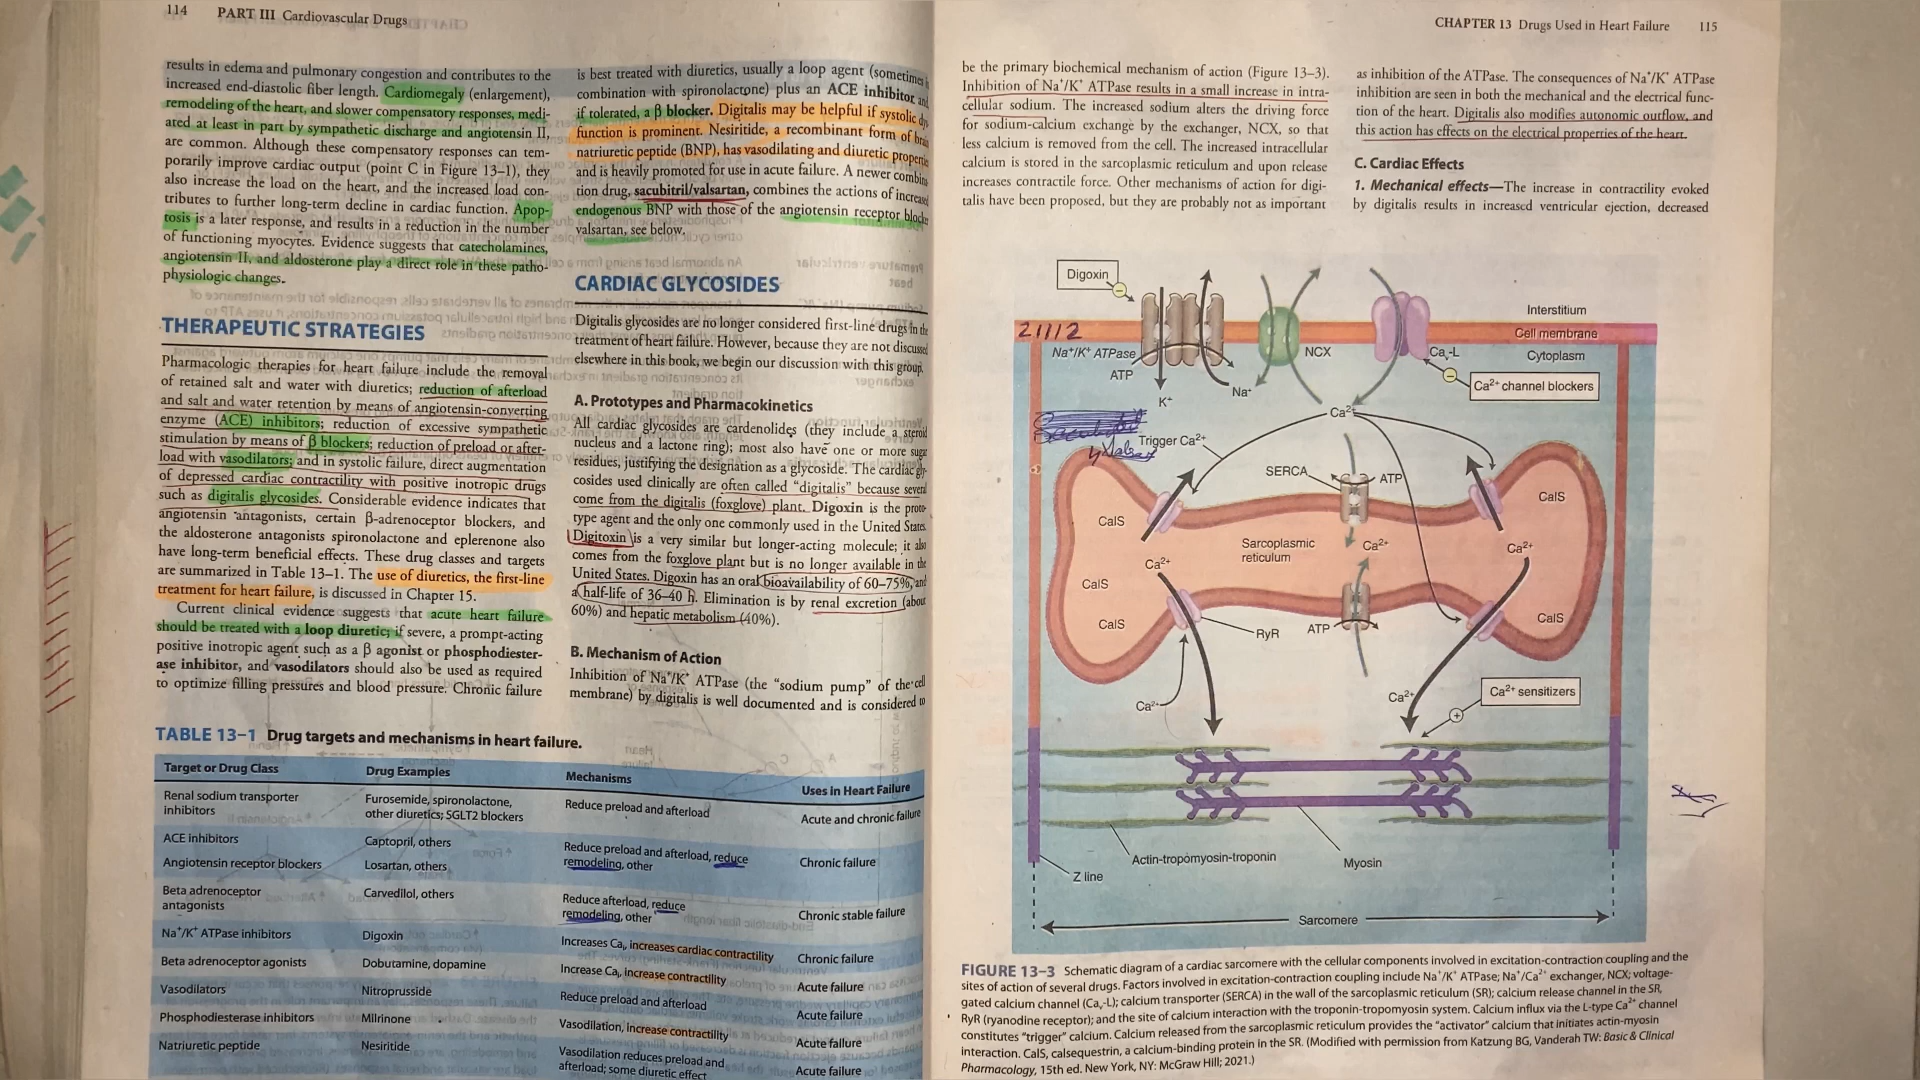 114 PART III Cardiovascular Drugs
results in edema and pulmonary congestion and contributes to the
increased end-diastolic fiber length. Cardiomegaly (enlargement),
remodeling of the heart, and slower compensatory responses, medi-
ated at least in part by sympathetic discharge and angiotensin II,
are common. Although these compensatory responses can tem-
porarily improve cardiac output (point C in Figure 13–1), they
also increase the load on the heart, and the increased load con-
tributes to further long-term decline in cardiac function. Apop-
tosis is a later response, and results in a reduction in the number
of functioning myocytes. Evidence suggests that catecholamines,
angiotensin II, and aldosterone play a direct role in these patho-
physiologic changes.
THERAPEUTIC STRATEGIES
Pharmacologic therapies for heart failure include the removal
of retained salt and water with diuretics; reduction of afterload
and salt and water retention by means of angiotensin-converting
enzyme (ACE) inhibitors; reduction of excessive sympathetic
stimulation by means of β blockers; reduction of preload or after-
load with vasodilators; and in systolic failure, direct augmentation
of depressed cardiac contractility with positive inotropic drugs
such as digitalis glycosides. Considerable evidence indicates that
angiotensin antagonists, certain β-adrenoceptor blockers, and
the aldosterone antagonists spironolactone and eplerenone also
have long-term beneficial effects. These drug classes and targets
are summarized in Table 13–1. The use of diuretics, the first-line
treatment for heart failure, is discussed in Chapter 15.
Current clinical evidence suggests that acute heart failure
should be treated with a loop diuretic; if severe, a prompt-acting
positive inotropic agent such as a β agonist or phosphodiester-
ase inhibitor, and vasodilators should also be used as required
to optimize filling pressures and blood pressure. Chronic failure
is best treated with diuretics, usually a loop agent (sometimes in
combination with spironolactone) plus an ACE inhibitor and,
if tolerated, a β blocker. Digitalis may be helpful if systolic dys
function is prominent. Nesiritide, a recombinant form of brain
natriuretic peptide (BNP), has vasodilating and diuretic properties
and is heavily promoted for use in acute failure. A newer combina
tion drug, sacubitril/valsartan, combines the actions of increased
endogenous BNP with those of the angiotensin receptor blocker
valsartan, see below.
CARDIAC GLYCOSIDES
Digitalis glycosides are no longer considered first-line drugs in the
treatment of heart failure. However, because they are not discussed
elsewhere in this book, we begin our discussion with this group.
A. Prototypes and Pharmacokinetics
All cardiac glycosides are cardenolides (they include a steroid
nucleus and a lactone ring); most also have one or more sugar
residues, justifying the designation as a glycoside. The cardiac gly-
cosides used clinically are often called “digitalis” because several
come from the digitalis (foxglove) plant. Digoxin is the proto-
type agent and the only one commonly used in the United States.
Digitoxin is a very similar but longer-acting molecule; it also
comes from the foxglove plant but is no longer available in the
United States. Digoxin has an oral bioavailability of 60–75%, and
a half-life of 36–40 h. Elimination is by renal excretion (about
60%) and hepatic metabolism (40%).
B. Mechanism of Action
Inhibition of Na⁺/K⁺ ATPase (the “sodium pump” of the cell
membrane) by digitalis is well documented and is considered to
TABLE 13–1 Drug targets and mechanisms in heart failure.
Target or Drug Class Drug Examples Mechanisms Uses in Heart Failure
Renal sodium transporter
inhibitors
Furosemide, spironolactone,
other diuretics; SGLT2 blockers
Reduce preload and afterload
Acute and chronic failure
ACE inhibitors Captopril, others
Angiotensin receptor blockers Losartan, others
Reduce preload and afterload, reduce
remodeling, other
Chronic failure
Beta adrenoceptor
antagonists
Carvedilol, others
Reduce afterload, reduce
remodeling, other
Chronic stable failure
Na⁺/K⁺ ATPase inhibitors Digoxin Increases Caᵢ, increases cardiac contractility Chronic failure
Beta adrenoceptor agonists Dobutamine, dopamine Increase Caᵢ, increase contractility Acute failure
Vasodilators Nitroprusside Reduce preload and afterload Acute failure
Phosphodiesterase inhibitors Milrinone Vasodilation, increase contractility Acute failure
Natriuretic peptide Nesiritide Vasodilation reduces preload and
afterload; some diuretic effect
Acute failure
CHAPTER 13 Drugs Used in Heart Failure 115
be the primary biochemical mechanism of action (Figure 13–3).
Inhibition of Na⁺/K⁺ ATPase results in a small increase in intra-
cellular sodium. The increased sodium alters the driving force
for sodium-calcium exchange by the exchanger, NCX, so that
less calcium is removed from the cell. The increased intracellular
calcium is stored in the sarcoplasmic reticulum and upon release
increases contractile force. Other mechanisms of action for digi-
talis have been proposed, but they are probably not as important
as inhibition of the ATPase. The consequences of Na⁺/K⁺ ATPase
inhibition are seen in both the mechanical and the electrical func-
tion of the heart. Digitalis also modifies autonomic outflow, and
this action has effects on the electrical properties of the heart.
C. Cardiac Effects
1. Mechanical effects—The increase in contractility evoked
by digitalis results in increased ventricular ejection, decreased
Digoxin
Interstitium
21112
Cell membrane
Na⁺/K⁺ ATPase
NCX
Caᵥ-L
Cytoplasm
ATP
Na⁺
K⁺
Ca²⁺ channel blockers
Ca²⁺
Trigger Ca²⁺
SERCA
ATP
CalS
CalS
Sarcoplasmic
reticulum
Ca²⁺
Ca²⁺
Ca²⁺
CalS
CalS
CalS
RyR
ATP
Ca²⁺
Ca²⁺
Ca²⁺ sensitizers
Actin-tropomyosin-troponin
Myosin
Z line
Sarcomere
FIGURE 13–3 Schematic diagram of a cardiac sarcomere with the cellular components involved in excitation-contraction coupling and the
sites of action of several drugs. Factors involved in excitation-contraction coupling include Na⁺/K⁺ ATPase; Na⁺/Ca²⁺ exchanger, NCX; voltage-
gated calcium channel (Caᵥ-L); calcium transporter (SERCA) in the wall of the sarcoplasmic reticulum (SR); calcium release channel in the SR,
RyR (ryanodine receptor); and the site of calcium interaction with the troponin-tropomyosin system. Calcium influx via the L-type Ca²⁺ channel
constitutes “trigger” calcium. Calcium released from the sarcoplasmic reticulum provides the “activator” calcium that initiates actin-myosin
interaction. CalS, calsequestrin, a calcium-binding protein in the SR. (Modified with permission from Katzung BG, Vanderah TW: Basic & Clinical
Pharmacology, 15th ed. New York, NY: McGraw Hill; 2021.)